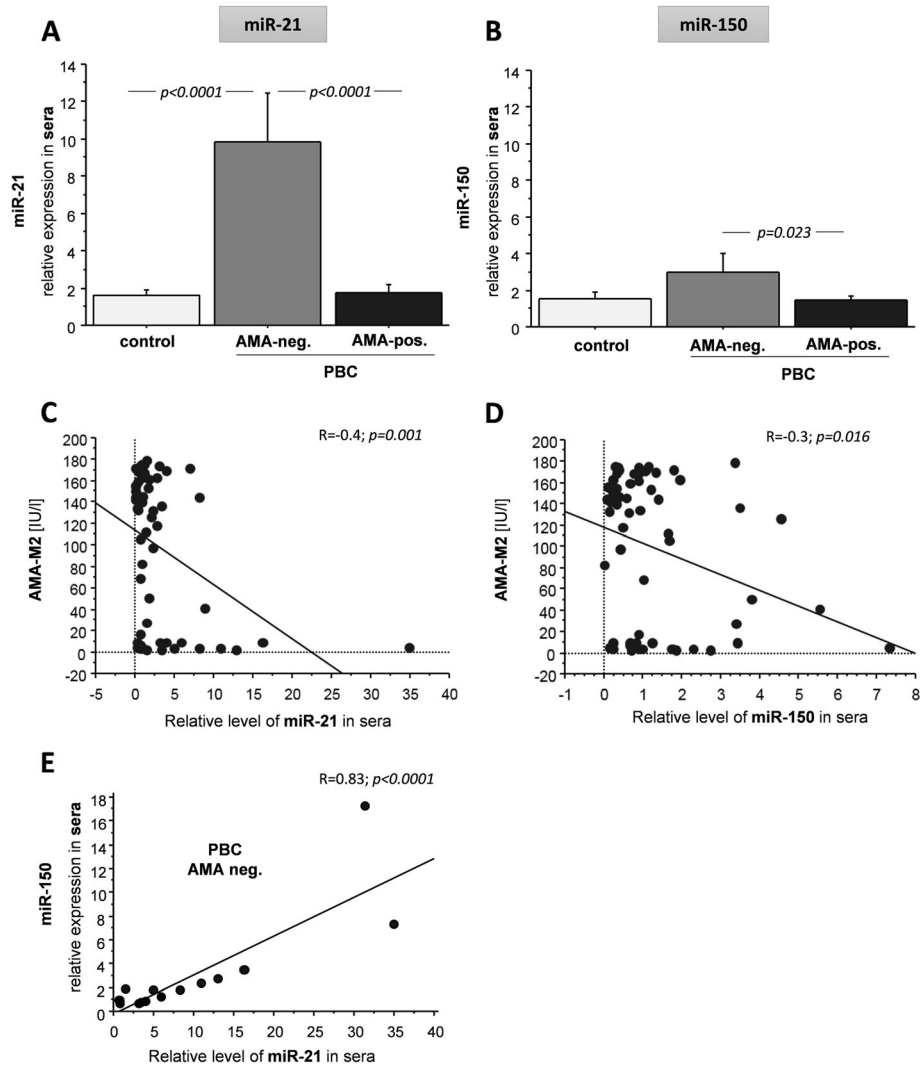 A
miR-21
14
12
10
8
6
4
2
0
miR-21
relative expression in sera
p<0.0001
p<0.0001
control
AMA-neg.
AMA-pos.
PBC
B
miR-150
14
12
10
8
6
4
2
0
miR-150
relative expression in sera
p=0.023
control
AMA-neg.
AMA-pos.
PBC
C
R=-0.4; p=0.001
200
180
160
140
120
100
80
60
40
20
0
-20
AMA-M2 [IU/l]
-5 0 5 10 15 20 25 30 35 40
Relative level of miR-21 in sera
D
R=-0.3; p=0.016
200
180
160
140
120
100
80
60
40
20
0
-20
AMA-M2 [IU/l]
-1 0 1 2 3 4 5 6 7 8
Relative level of miR-150 in sera
E
R=0.83; p<0.0001
18
16
14
12
10
8
6
4
2
0
miR-150
relative expression in sera
PBC
AMA neg.
0 5 10 15 20 25 30 35 40
Relative level of miR-21 in sera